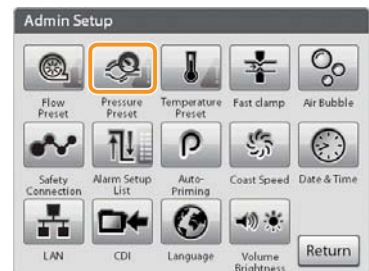 Admin Setup
Flow Preset
Pressure Preset
Temperature Preset
Fast clamp
Air Bubble
Safety Connection
Alarm Setup List
Auto-Priming
Coast Speed
Date & Time
LAN
CDI
Language
Volume Brightness
Return